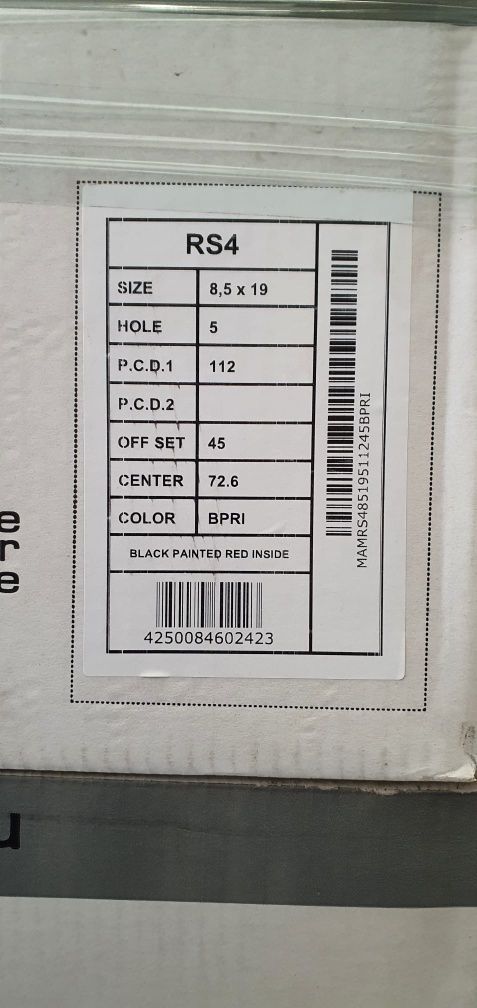 RS4
SIZE 8,5 x 19
HOLE 5
P.C.D.1 112
P.C.D.2
OFF SET 45
CENTER 72.6
COLOR BPRI
BLACK PAINTED RED INSIDE
4250084602423
MAMRS48519511245BPRI
e
r
e
u